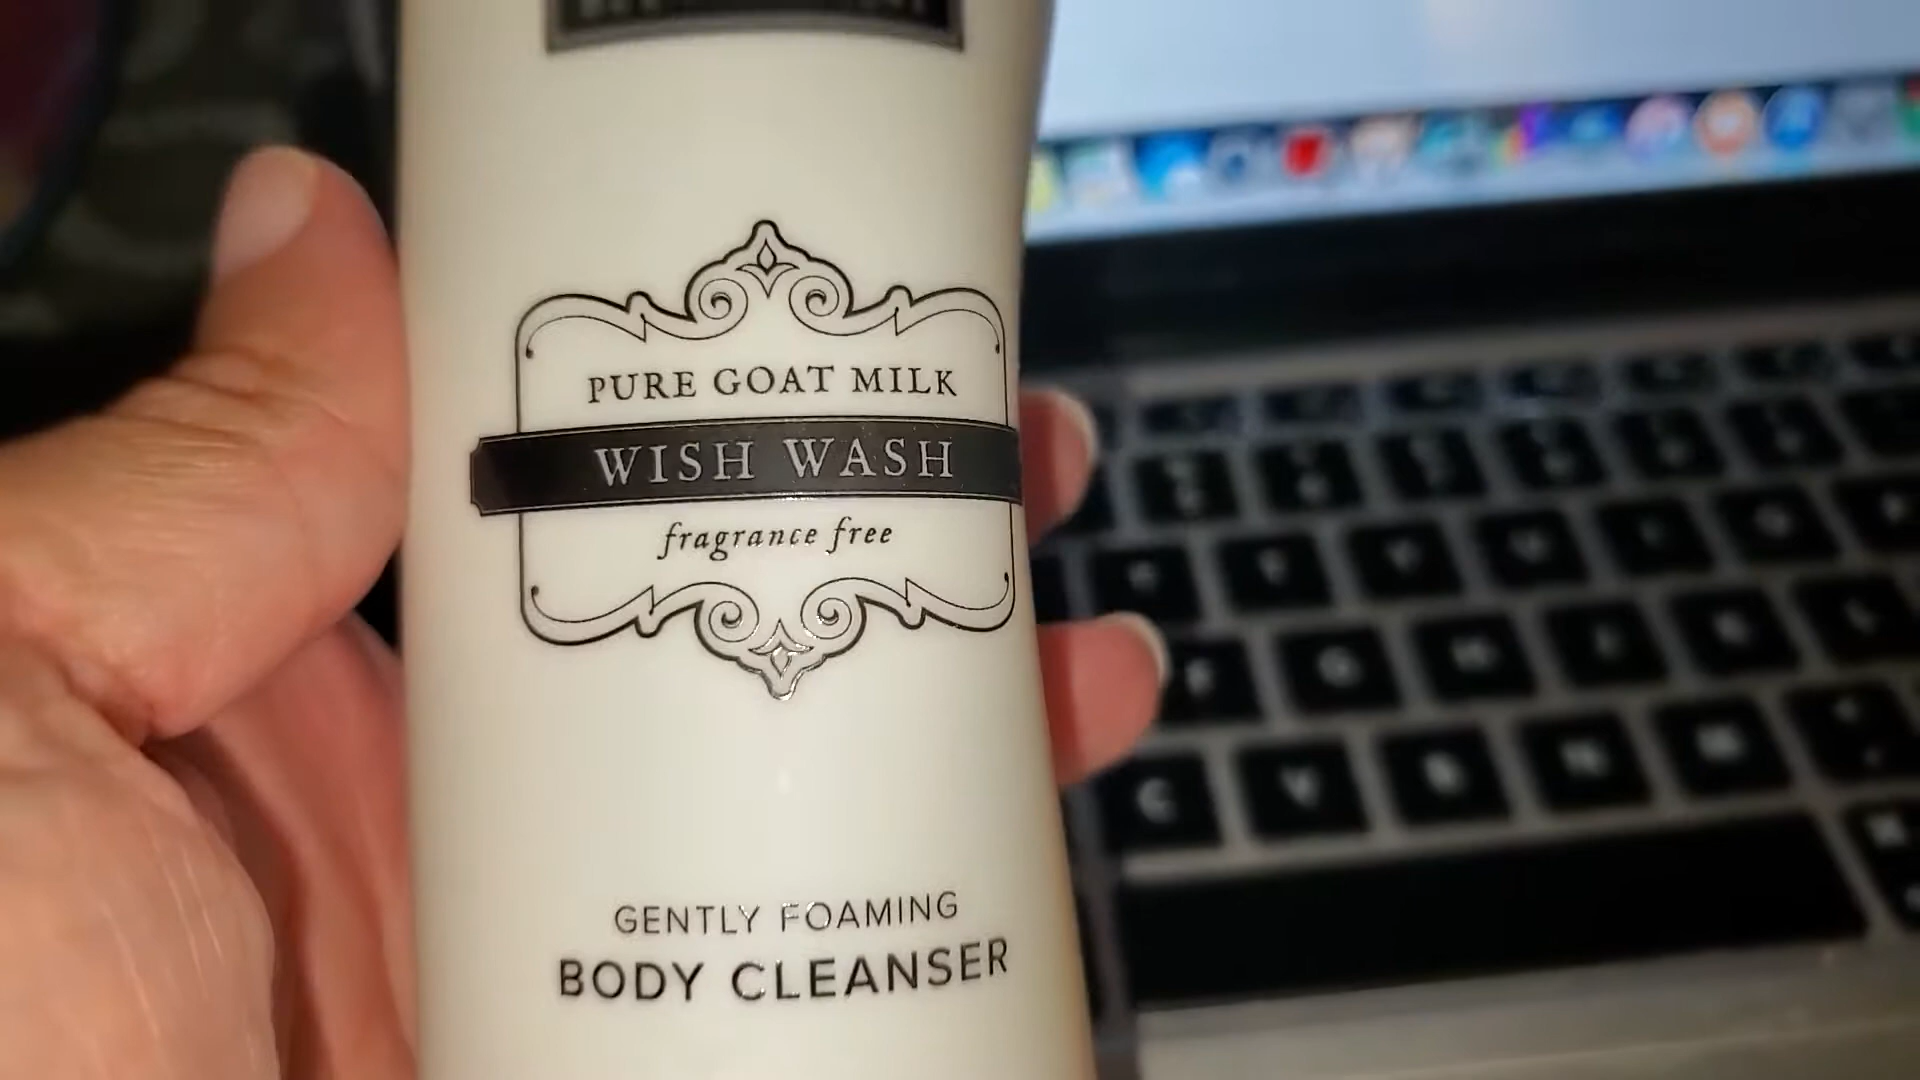 PURE GOAT MILK
WISH WASH
fragrance free
GENTLY FOAMING
BODY CLEANSER